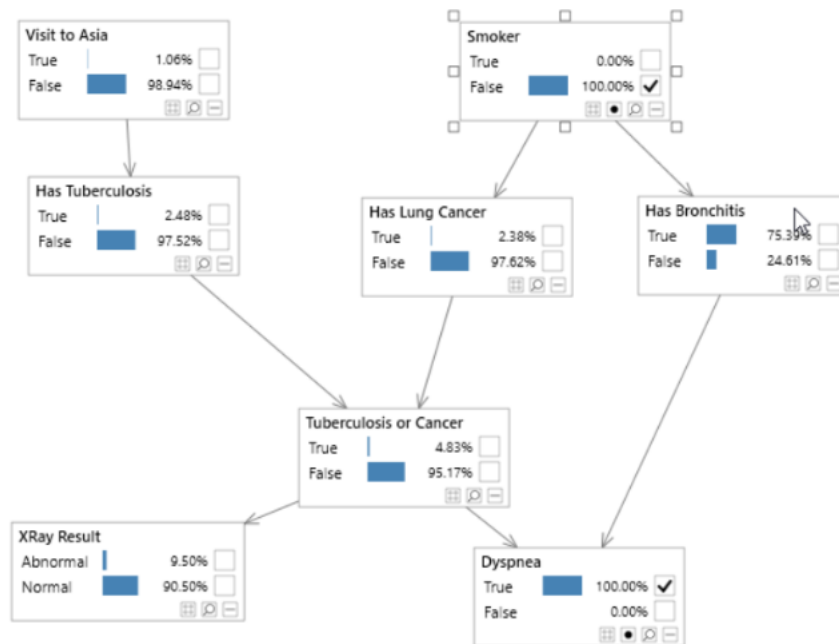 Visit to Asia
True 1.06%
False 98.94%
Smoker
True 0.00%
False 100.00%
Has Tuberculosis
True 2.48%
False 97.52%
Has Lung Cancer
True 2.38%
False 97.62%
Has Bronchitis
True 75.39%
False 24.61%
Tuberculosis or Cancer
True 4.83%
False 95.17%
XRay Result
Abnormal 9.50%
Normal 90.50%
Dyspnea
True 100.00%
False 0.00%